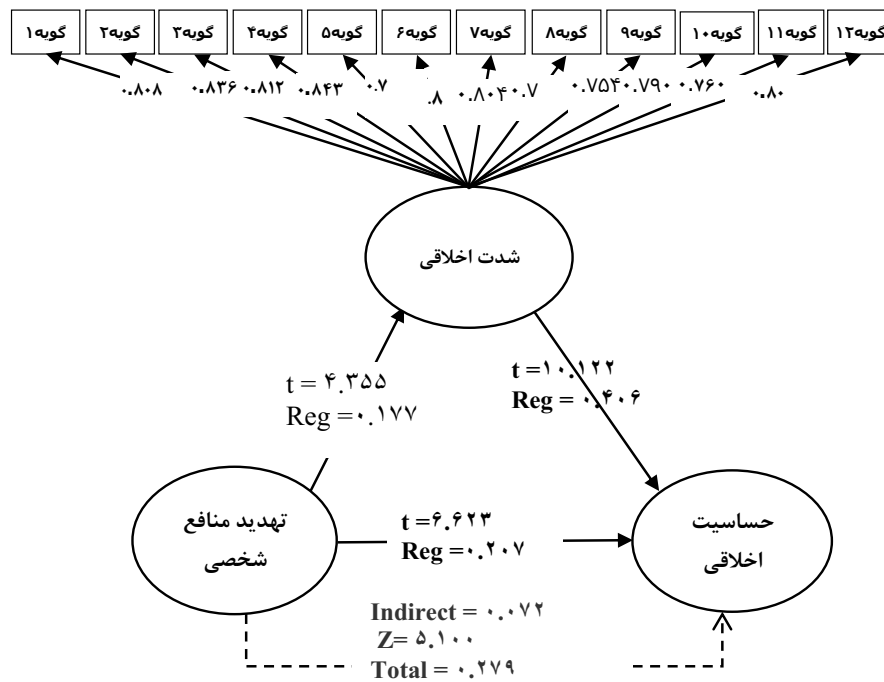 گویه۱ گویه۲ گویه۳ گویه۴ گویه۵ گویه۶ گویه۷ گویه۸ گویه۹ گویه۱۰ گویه۱۱ گویه۱۲
۰.۸۰۸ ۰.۸۳۶ ۰.۸۱۲ ۰.۸۴۳ ۰.۷ .۸ ۰.۸۰۴ ۰.۷ ۰.۷۵۴ ۰.۷۹۰ ۰.۷۶۰ ۰.۸۰
شدت اخلاقی
t = ۴.۳۵۵
Reg =۰.۱۷۷
t =۱۰.۱۲۲
Reg = ۰.۴۰۶
تهدید منافع
شخصی
t =۶.۶۲۳
Reg =۰.۲۰۷
حساسیت
اخلاقی
Indirect = ۰.۰۷۲
Z= ۵.۱۰۰
Total = ۰.۲۷۹